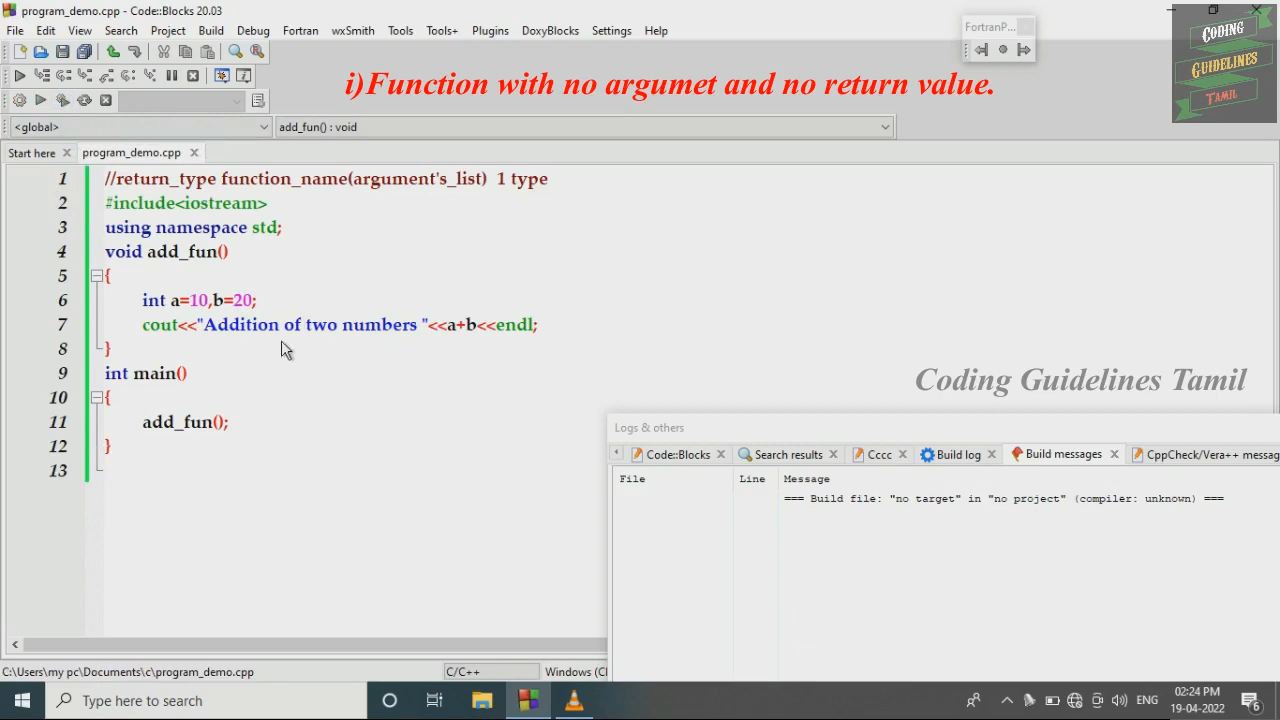 program_demo.cpp - Code::Blocks 20.03
File Edit View Search Project Build Debug Fortran wxSmith Tools Tools+ Plugins DoxyBlocks Settings Help
FortranP...
CODING
GUIDELINES
TAMIL
i)Function with no argumet and no return value.
<global> add_fun() : void
Start here program_demo.cpp
1 //return_type function_name(argument's_list)  1 type
2 #include<iostream>
3 using namespace std;
4 void add_fun()
5 {
6 int a=10,b=20;
7 cout<<"Addition of two numbers "<<a+b<<endl;
8 }
9 int main()
10 {
11 add_fun();
12 }
13
Coding Guidelines Tamil
Logs & others
Code::Blocks Search results Cccc Build log Build messages CppCheck/Vera++ messag
File Line Message
=== Build file: "no target" in "no project" (compiler: unknown) ===
C:\Users\my pc\Documents\c\program_demo.cpp C/C++ Windows (Cl
Type here to search ENG 02:24 PM
19-04-2022 6